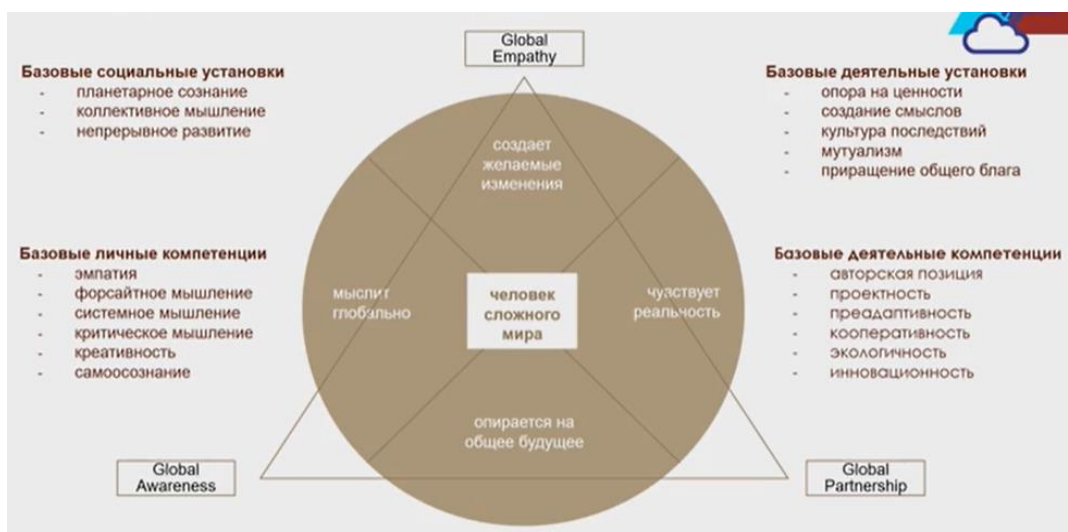 Global
Empathy
Базовые социальные установки
- планетарное сознание
- коллективное мышление
- непрерывное развитие
Базовые деятельные установки
- опора на ценности
- создание смыслов
- культура последствий
- мутуализм
- приращение общего блага
создает
желаемые
изменения
Базовые личные компетенции
- эмпатия
- форсайтное мышление
- системное мышление
- критическое мышление
- креативность
- самоосознание
мыслит
глобально
человек
сложного
мира
чувствует
реальность
Базовые деятельные компетенции
- авторская позиция
- проектность
- преадаптивность
- кооперативность
- экологичность
- инновационность
опирается на
общее будущее
Global
Awareness
Global
Partnership